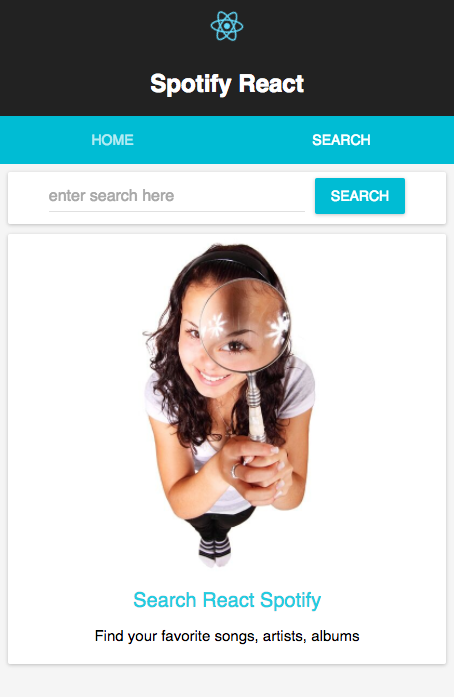 Spotify React
HOME SEARCH
enter search here SEARCH
Search React Spotify
Find your favorite songs, artists, albums